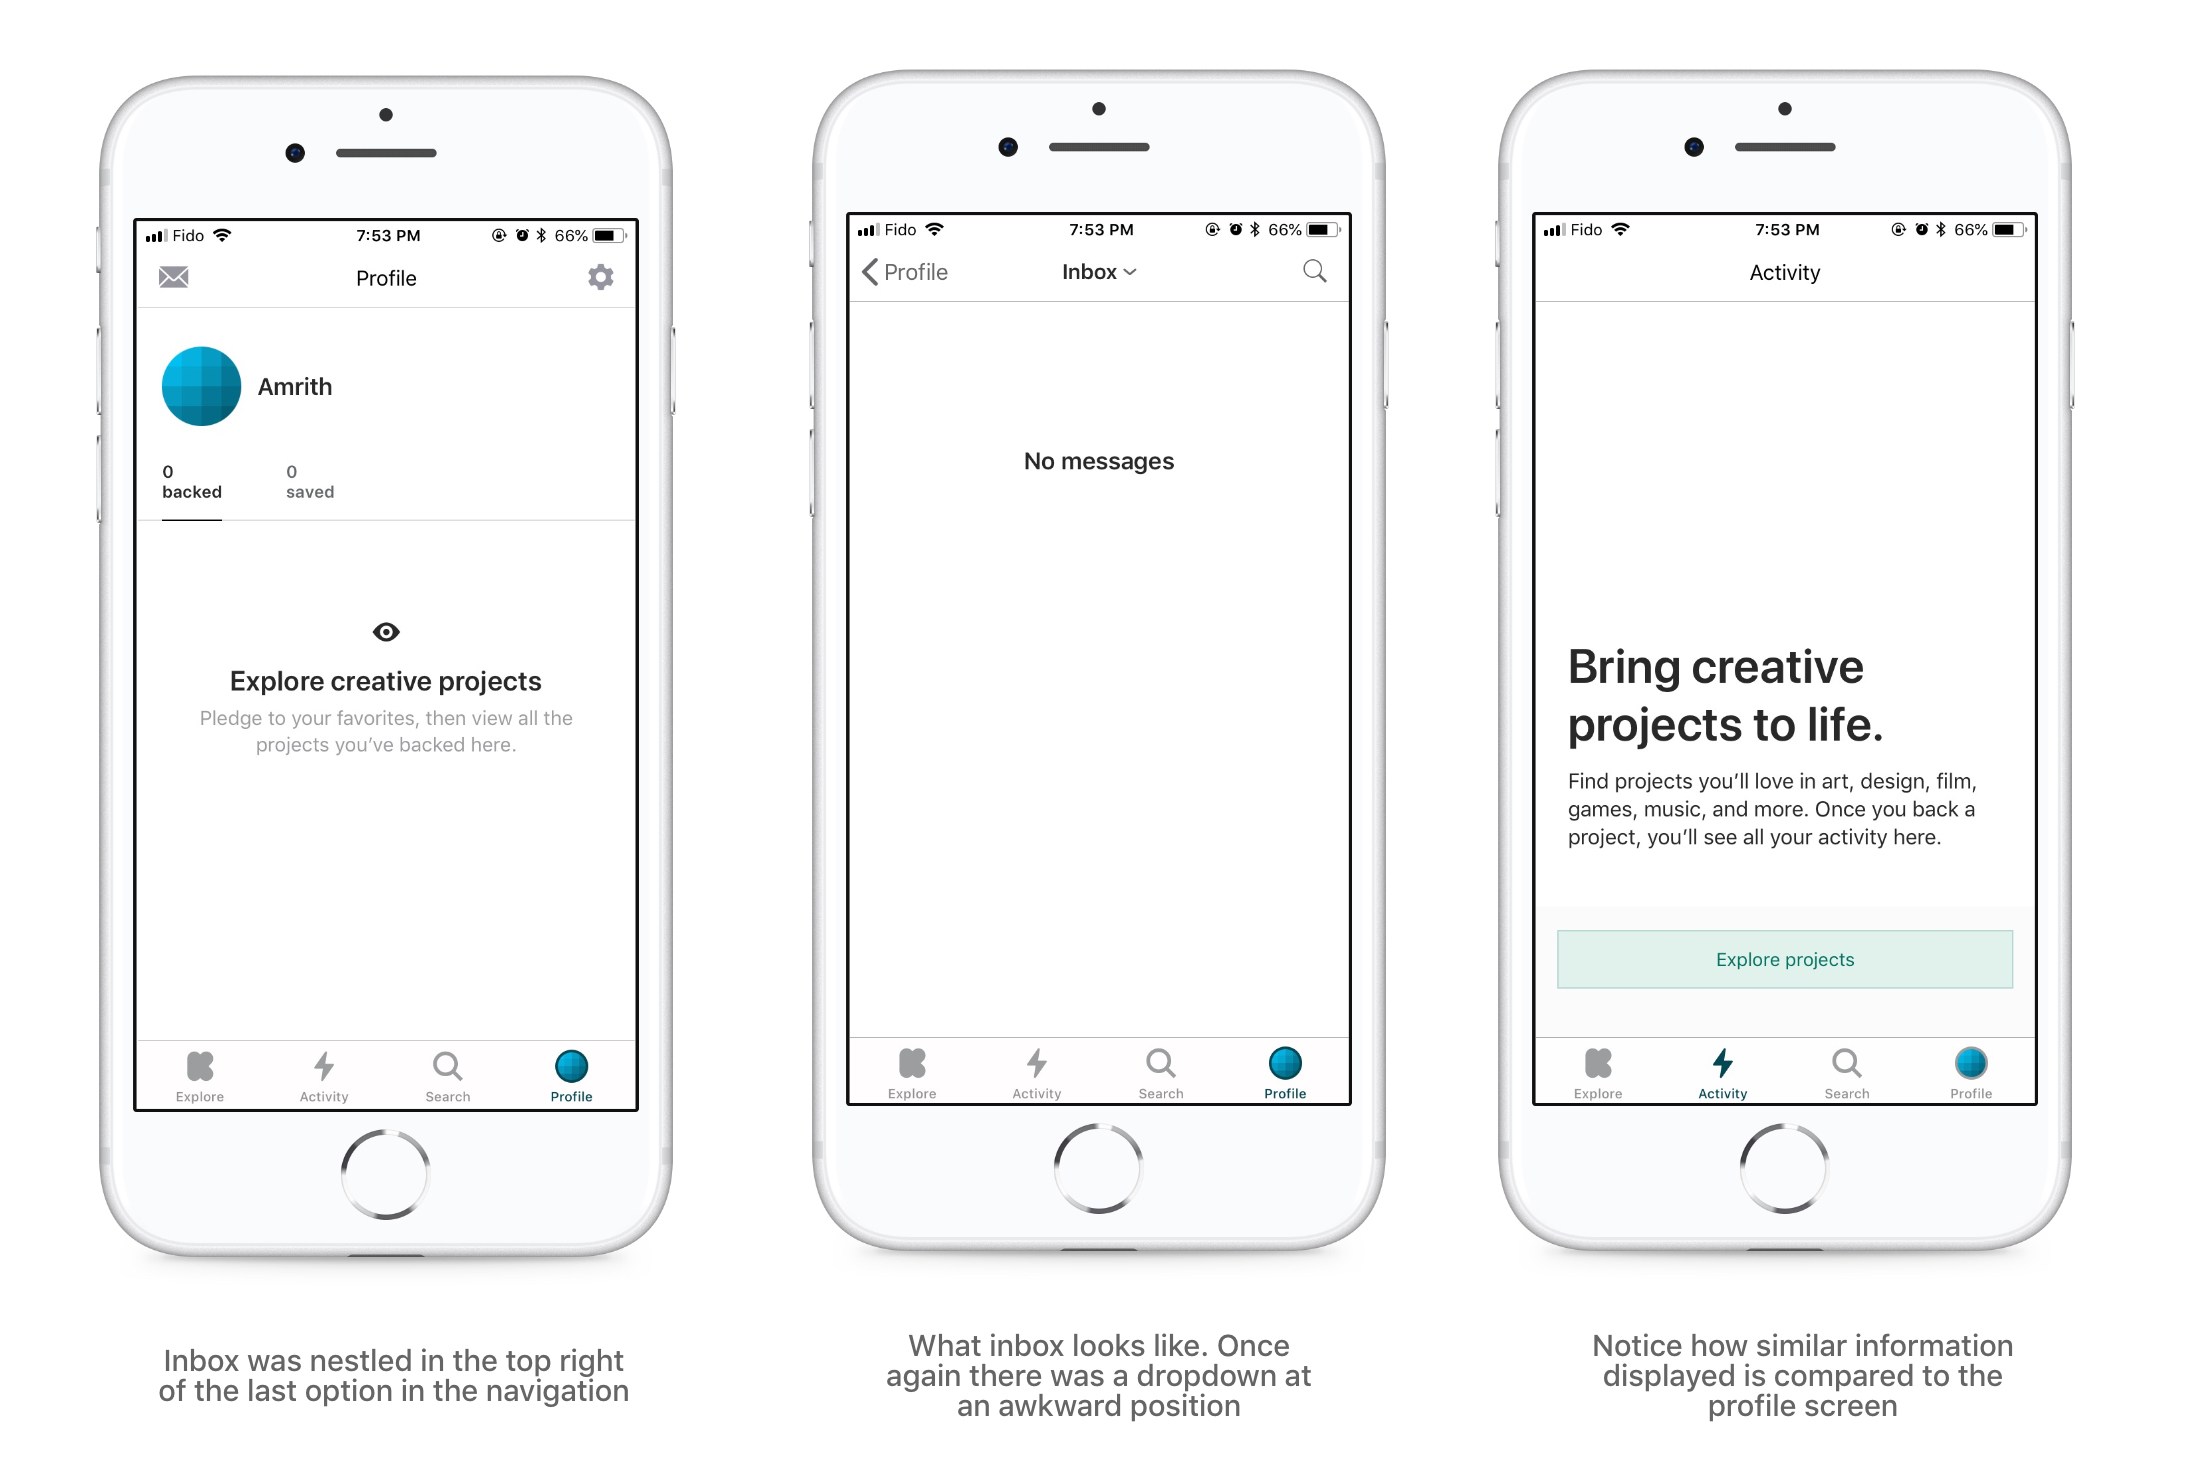 Fido 7:53 PM 66%
Profile
Amrith
0
backed
0
saved
Explore creative projects
Pledge to your favorites, then view all the
projects you've backed here.
Explore Activity Search Profile
Inbox was nestled in the top right
of the last option in the navigation
Fido 7:53 PM 66%
Profile Inbox
No messages
Explore Activity Search Profile
What inbox looks like. Once
again there was a dropdown at
an awkward position
Fido 7:53 PM 66%
Activity
Bring creative
projects to life.
Find projects you'll love in art, design, film,
games, music, and more. Once you back a
project, you'll see all your activity here.
Explore projects
Explore Activity Search Profile
Notice how similar information
displayed is compared to the
profile screen